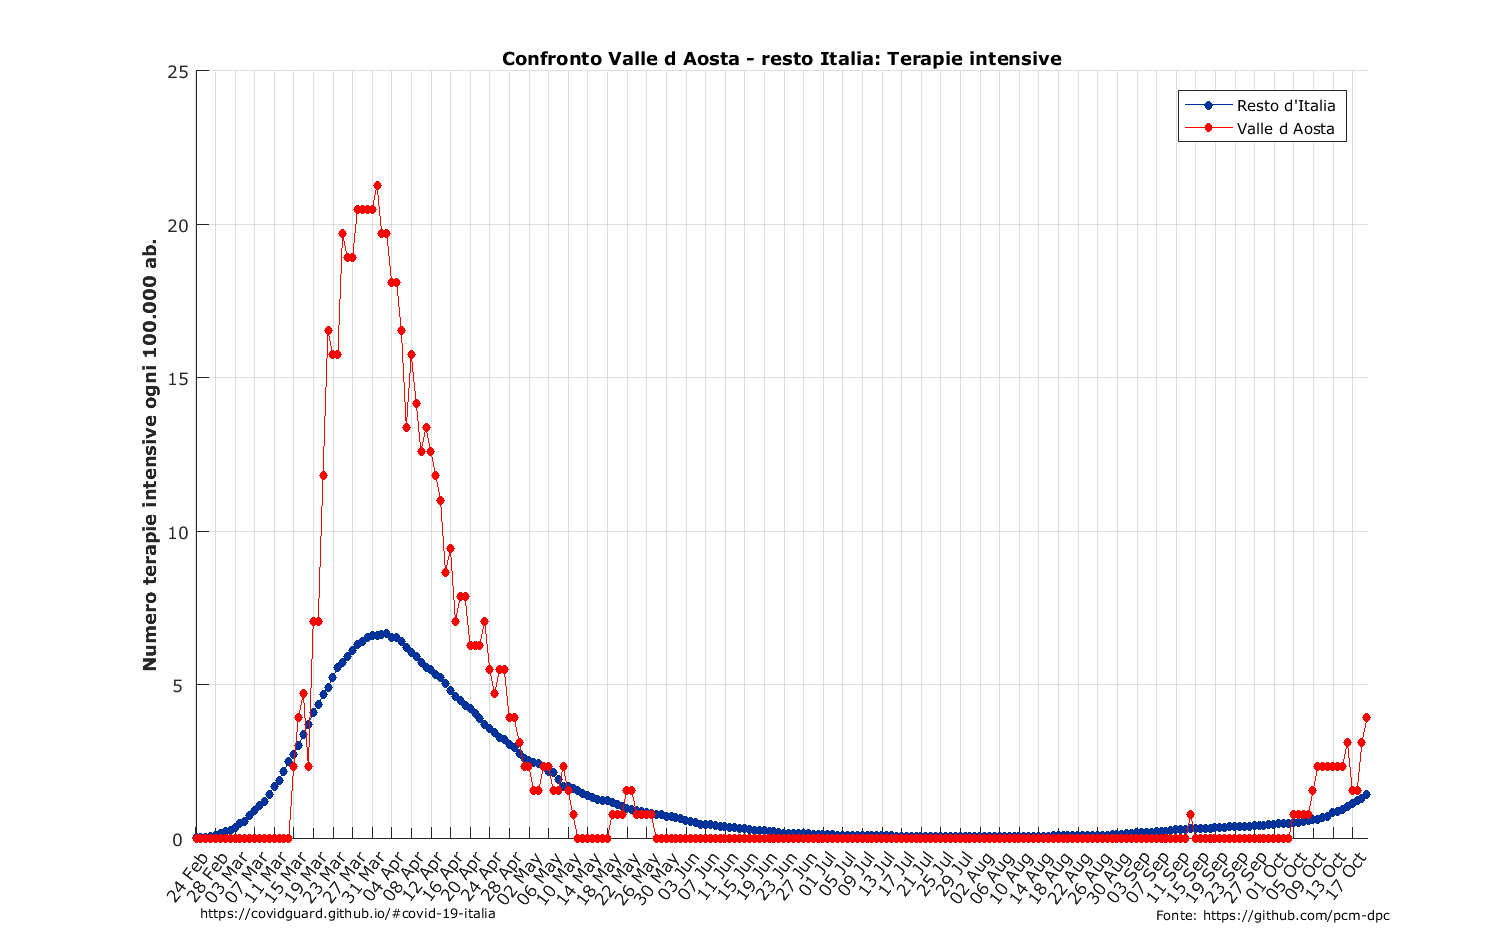 Confronto Valle d Aosta - resto Italia: Terapie intensive
25
20
15
10
5
0
Numero terapie intensive ogni 100.000 ab.
Resto d'Italia
Valle d Aosta
24 Feb
28 Feb
03 Mar
07 Mar
11 Mar
15 Mar
19 Mar
23 Mar
27 Mar
31 Mar
04 Apr
08 Apr
12 Apr
16 Apr
20 Apr
24 Apr
28 Apr
02 May
06 May
10 May
14 May
18 May
22 May
26 May
30 May
03 Jun
07 Jun
11 Jun
15 Jun
19 Jun
23 Jun
27 Jun
01 Jul
05 Jul
09 Jul
13 Jul
17 Jul
21 Jul
25 Jul
29 Jul
02 Aug
06 Aug
10 Aug
14 Aug
18 Aug
22 Aug
26 Aug
30 Aug
03 Sep
07 Sep
11 Sep
15 Sep
19 Sep
23 Sep
27 Sep
01 Oct
05 Oct
09 Oct
13 Oct
17 Oct
https://covidguard.github.io/#covid-19-italia
Fonte: https://github.com/pcm-dpc